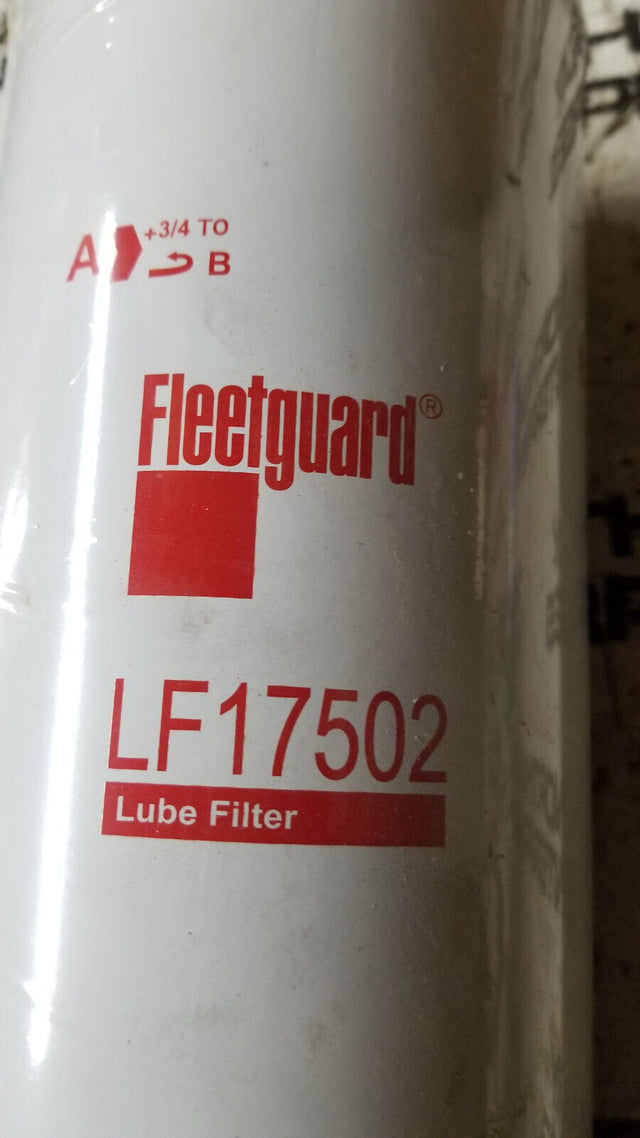 A +3/4 TO
B
Fleetguard®
LF17502
Lube Filter